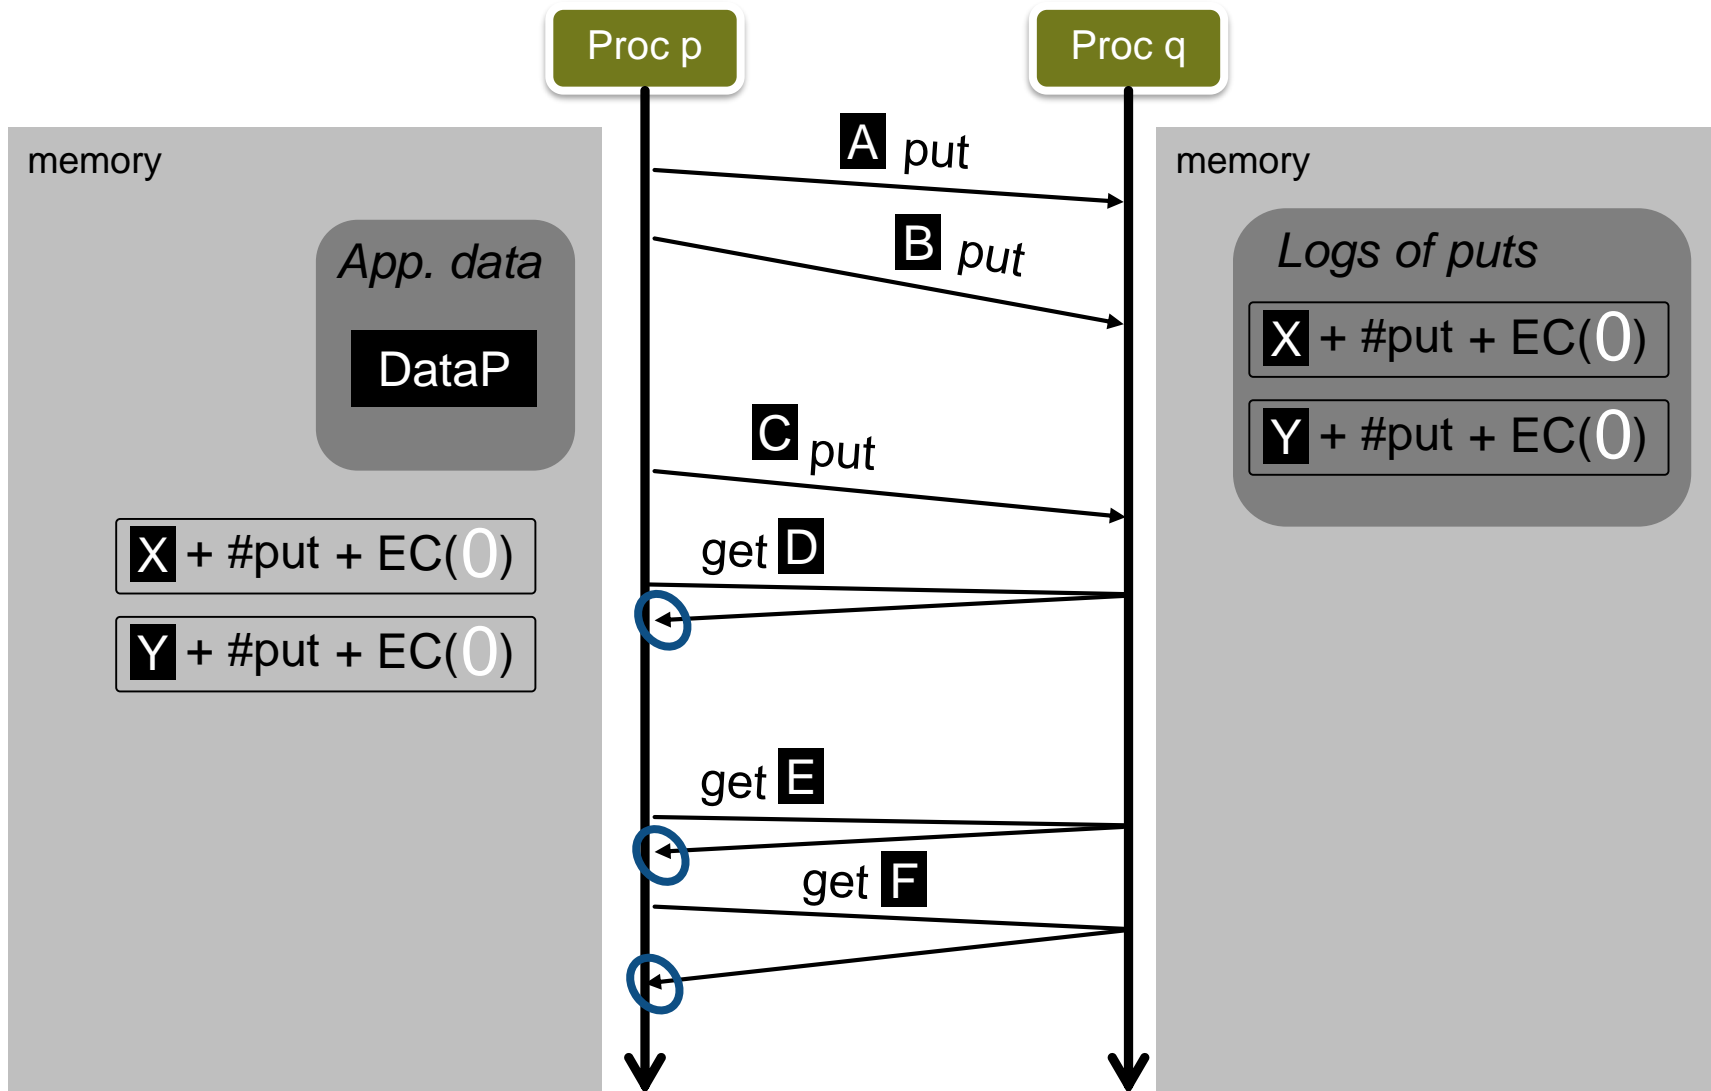 Proc p
Proc q
memory
App. data
DataP
X + #put + EC(0)
Y + #put + EC(0)
A put
B put
C put
get D
get E
get F
memory
Logs of puts
X + #put + EC(0)
Y + #put + EC(0)